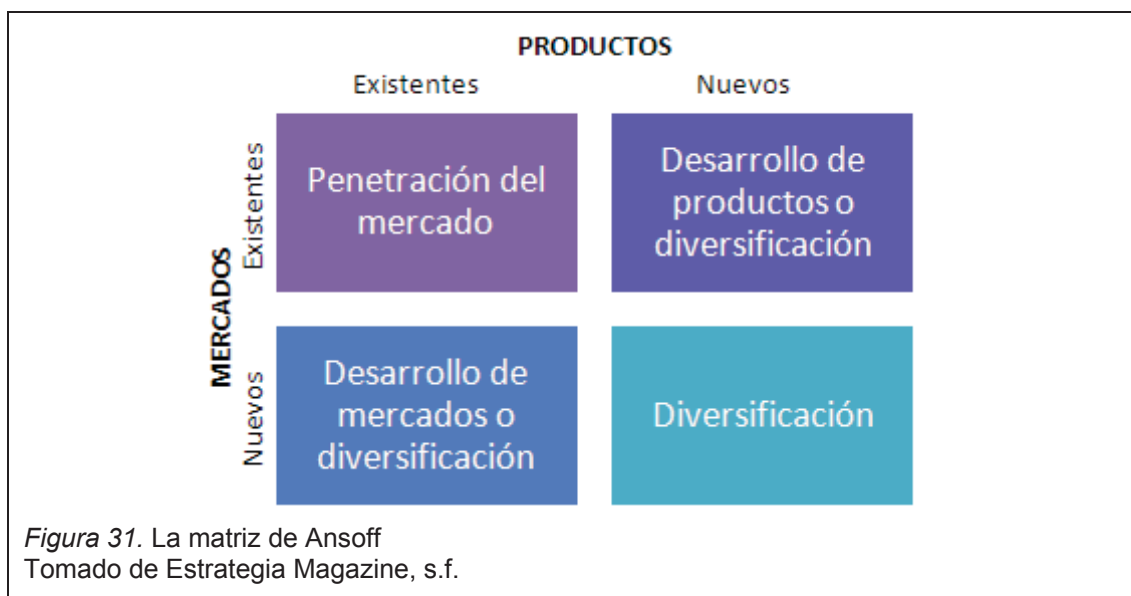 PRODUCTOS
Existentes
Nuevos
MERCADOS
Existentes
Penetración del
mercado
Desarrollo de
productos o
diversificación
Nuevos
Desarrollo de
mercados o
diversificación
Diversificación
Figura 31. La matriz de Ansoff
Tomado de Estrategia Magazine, s.f.